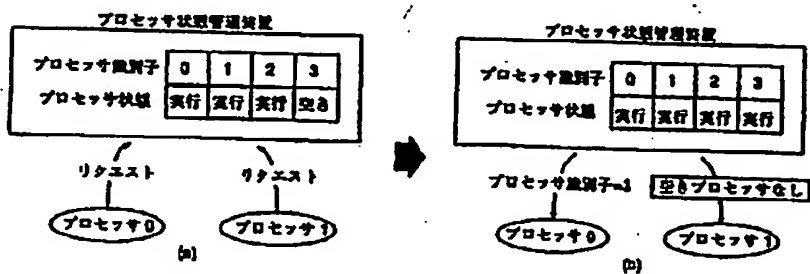 プロセッサ状態管理装置
プロセッサ識別子 0 1 2 3
プロセッサ状態 実行 実行 実行 空き
リクエスト リクエスト
プロセッサ0 プロセッサ1
(a)
プロセッサ状態管理装置
プロセッサ識別子 0 1 2 3
プロセッサ状態 実行 実行 実行 実行
プロセッサ識別子=3 空きプロセッサなし
プロセッサ0 プロセッサ1
(b)